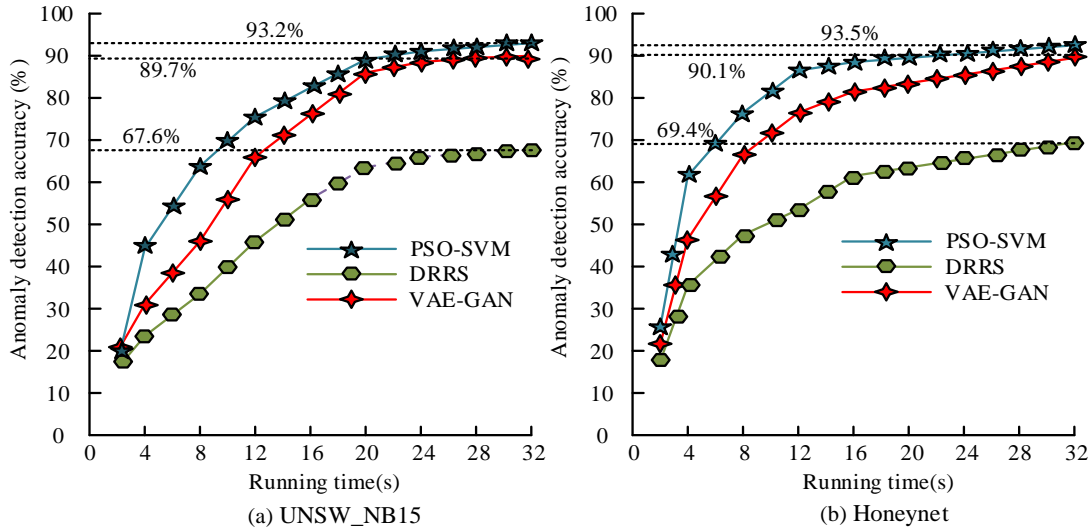 100
93.2%
90
89.7%
80
70
67.6%
60
50
40
30
20
10
0
Anomaly detection accuracy (%)
PSO-SVM
DRRS
VAE-GAN
0 4 8 12 16 20 24 28 32
Running time(s)
(a) UNSW_NB15
100
93.5%
90
90.1%
80
70
69.4%
60
50
40
30
20
10
0
Anomaly detection accuracy (%)
PSO-SVM
DRRS
VAE-GAN
0 4 8 12 16 20 24 28 32
Running time(s)
(b) Honeynet